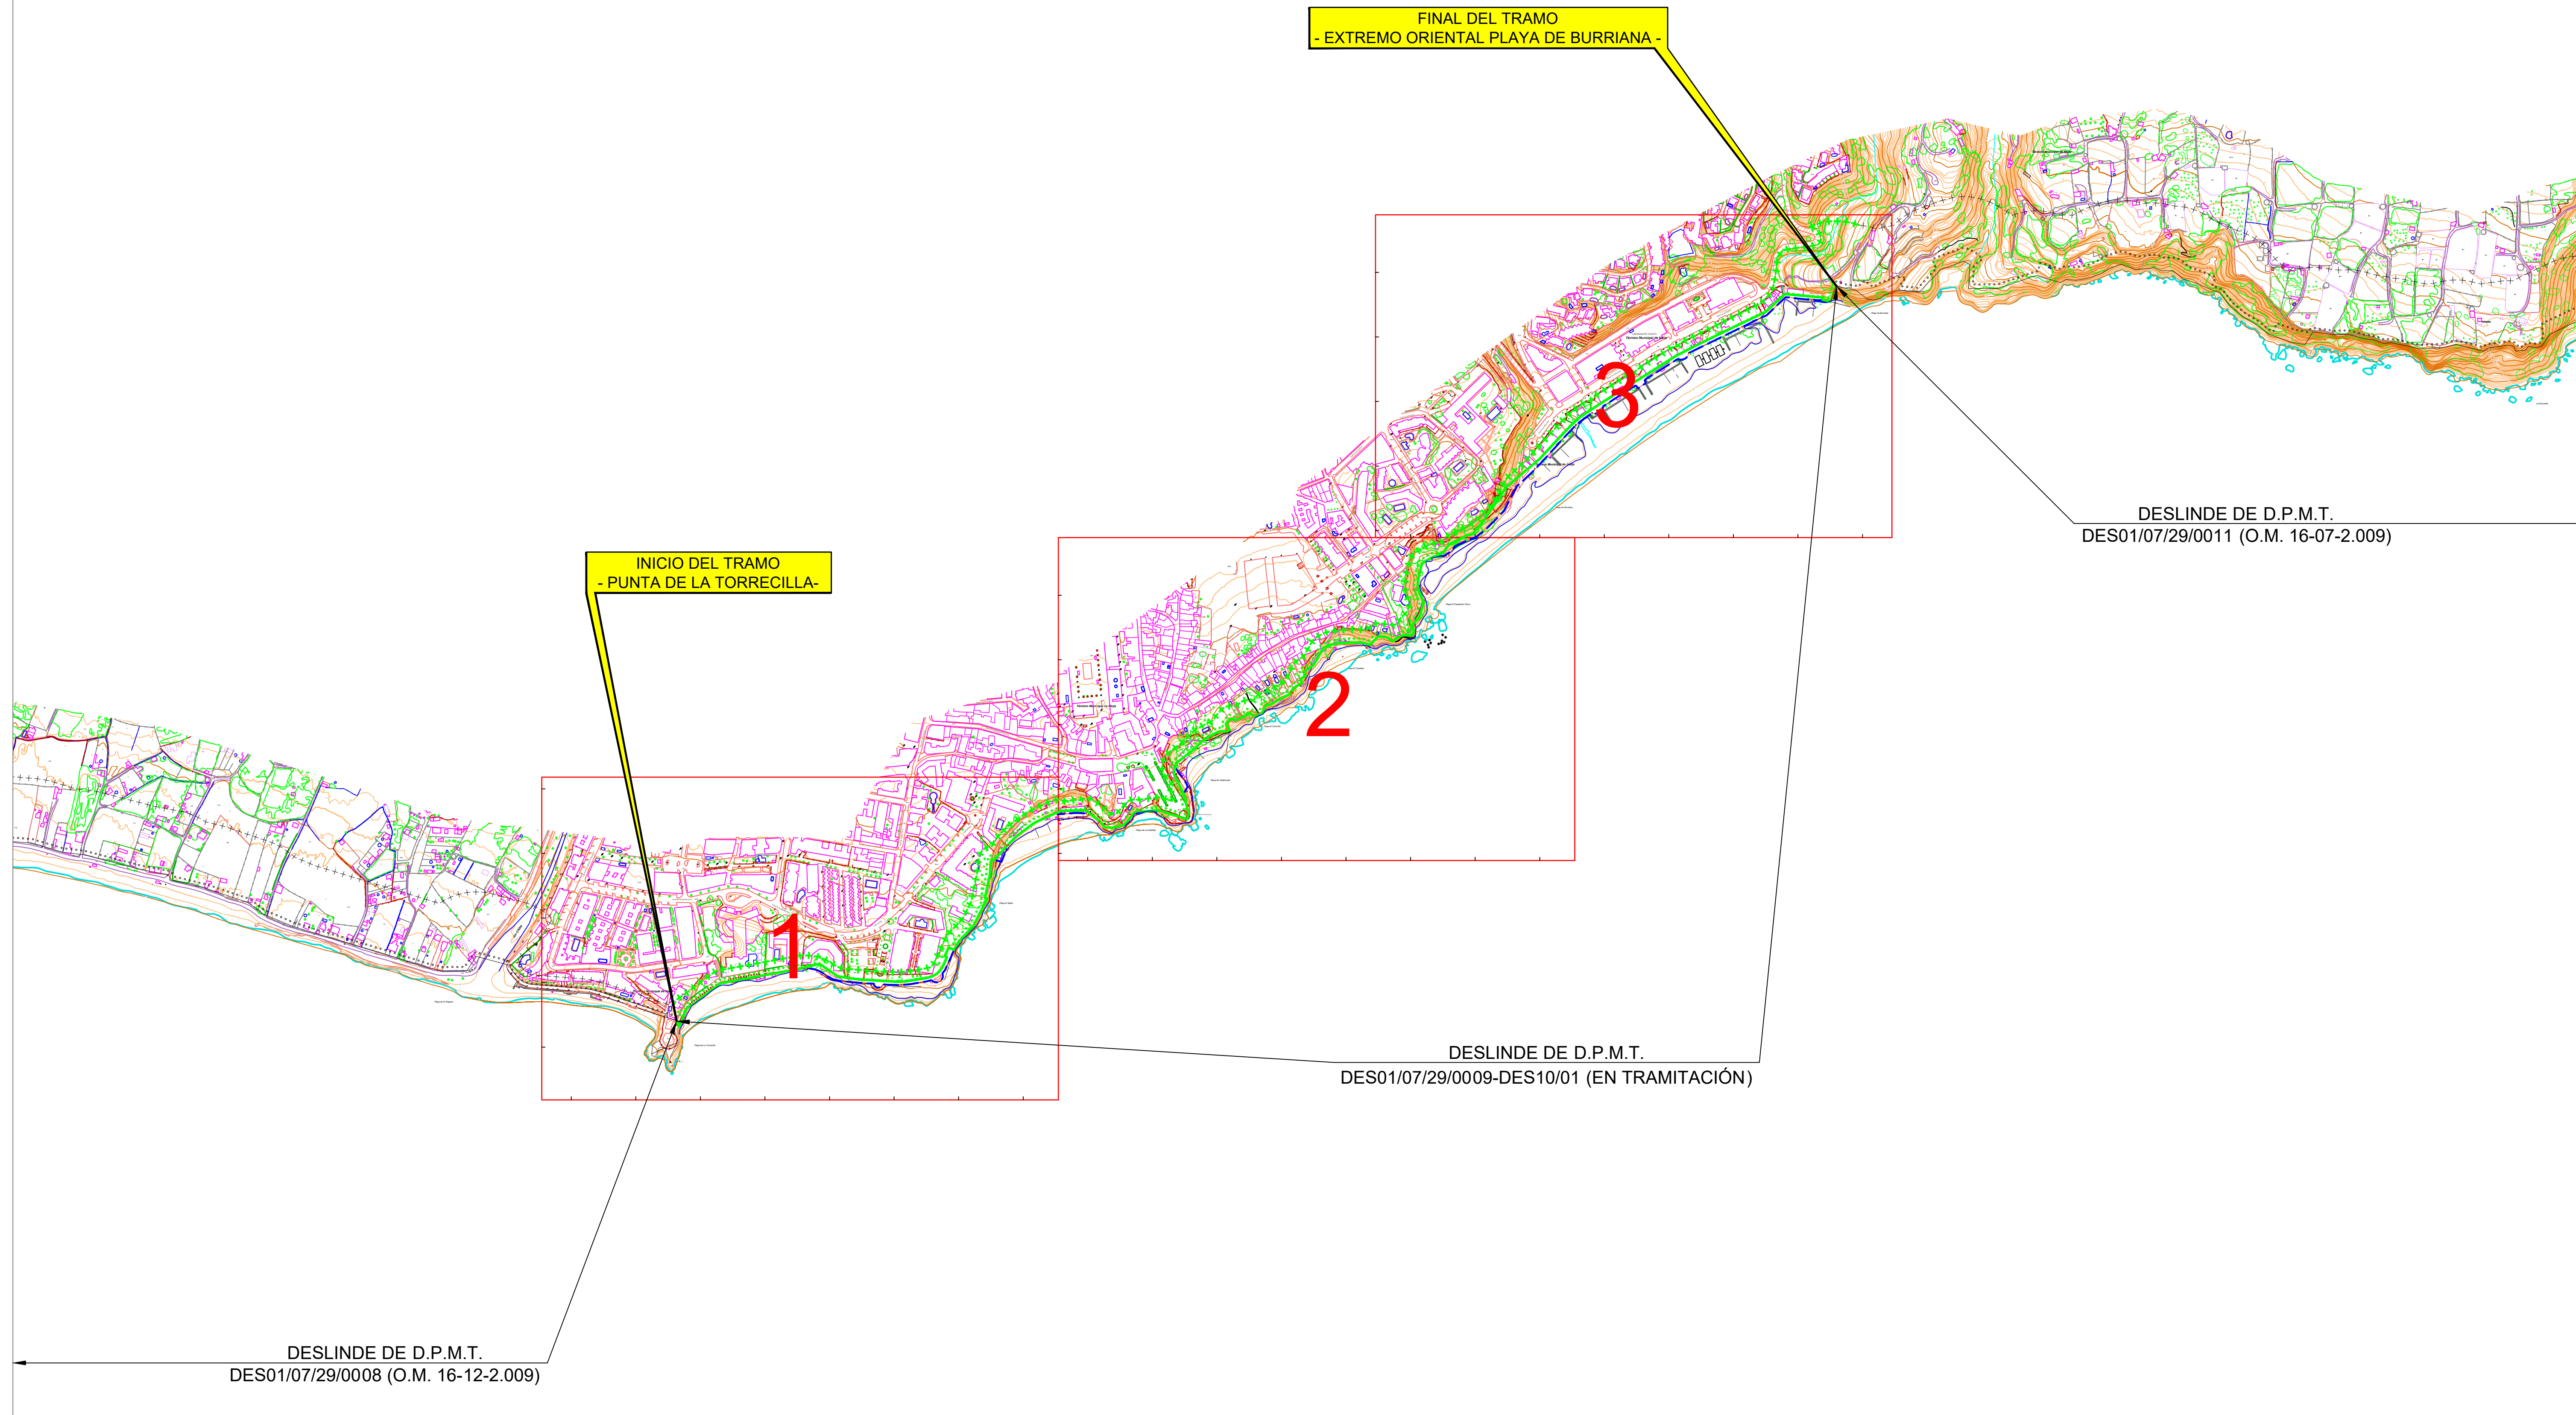 FINAL DEL TRAMO
- EXTREMO ORIENTAL PLAYA DE BURRIANA -
3
DESLINDE DE D.P.M.T.
DES01/07/29/0011 (O.M. 16-07-2.009)
INICIO DEL TRAMO
- PUNTA DE LA TORRECILLA-
2
1
DESLINDE DE D.P.M.T.
DES01/07/29/0009-DES10/01 (EN TRAMITACIÓN)
DESLINDE DE D.P.M.T.
DES01/07/29/0008 (O.M. 16-12-2.009)